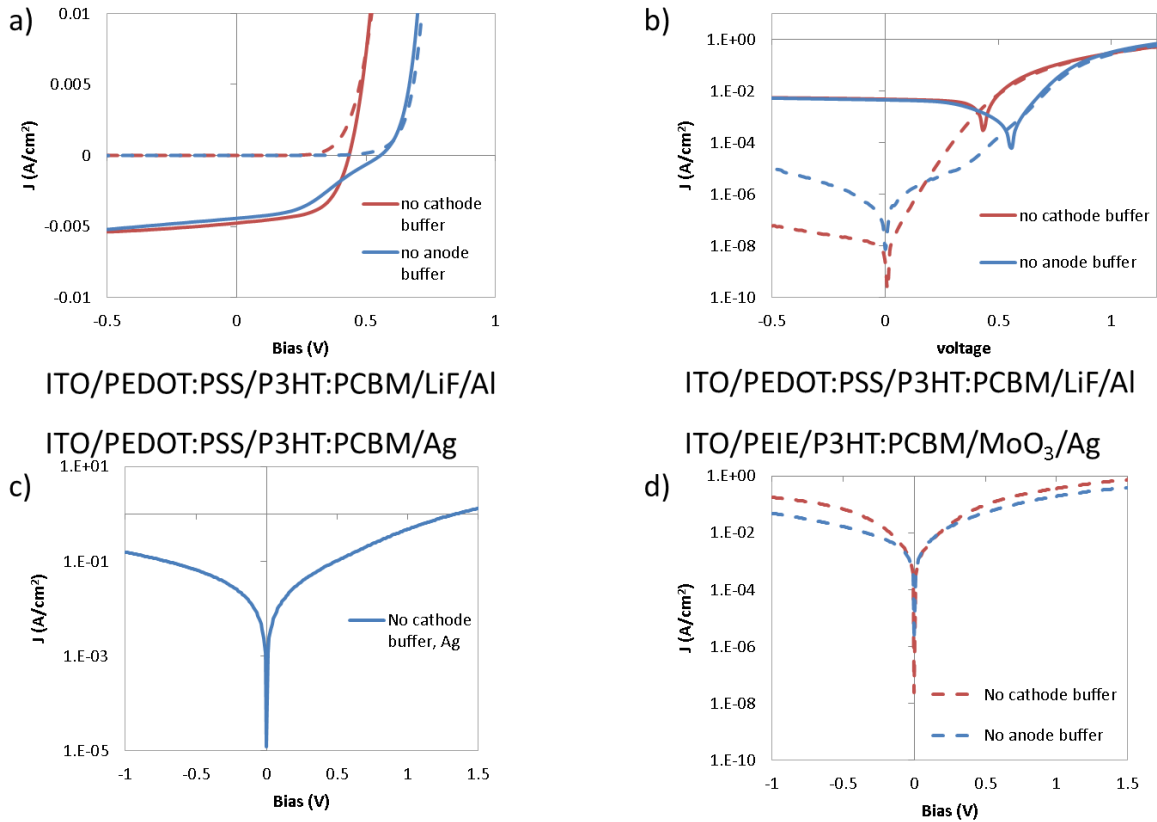 a)
0.01
0.005
0
-0.005
-0.01
J (A/cm²)
-0.5
0
0.5
1
Bias (V)
no cathode
buffer
no anode
buffer
ITO/PEDOT:PSS/P3HT:PCBM/LiF/Al
b)
1.E+00
1.E-02
1.E-04
1.E-06
1.E-08
1.E-10
J (A/cm²)
-0.5
0
0.5
1
voltage
no cathode buffer
no anode buffer
ITO/PEDOT:PSS/P3HT:PCBM/LiF/Al
ITO/PEDOT:PSS/P3HT:PCBM/Ag
c)
1.E+01
1.E-01
1.E-03
1.E-05
J (A/cm²)
-1
-0.5
0
0.5
1
1.5
Bias (V)
No cathode
buffer, Ag
ITO/PEIE/P3HT:PCBM/MoO₃/Ag
d)
1.E+00
1.E-02
1.E-04
1.E-06
1.E-08
1.E-10
J (A/cm²)
-1
-0.5
0
0.5
1
1.5
Bias (V)
No cathode buffer
No anode buffer